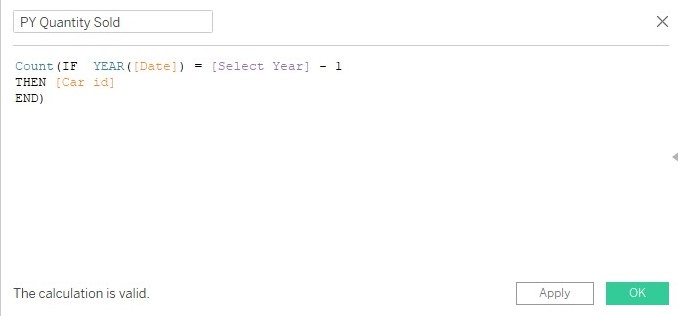 PY Quantity Sold
Count(IF YEAR([Date]) = [Select Year] - 1
THEN [Car id]
END)
The calculation is valid.
Apply
OK